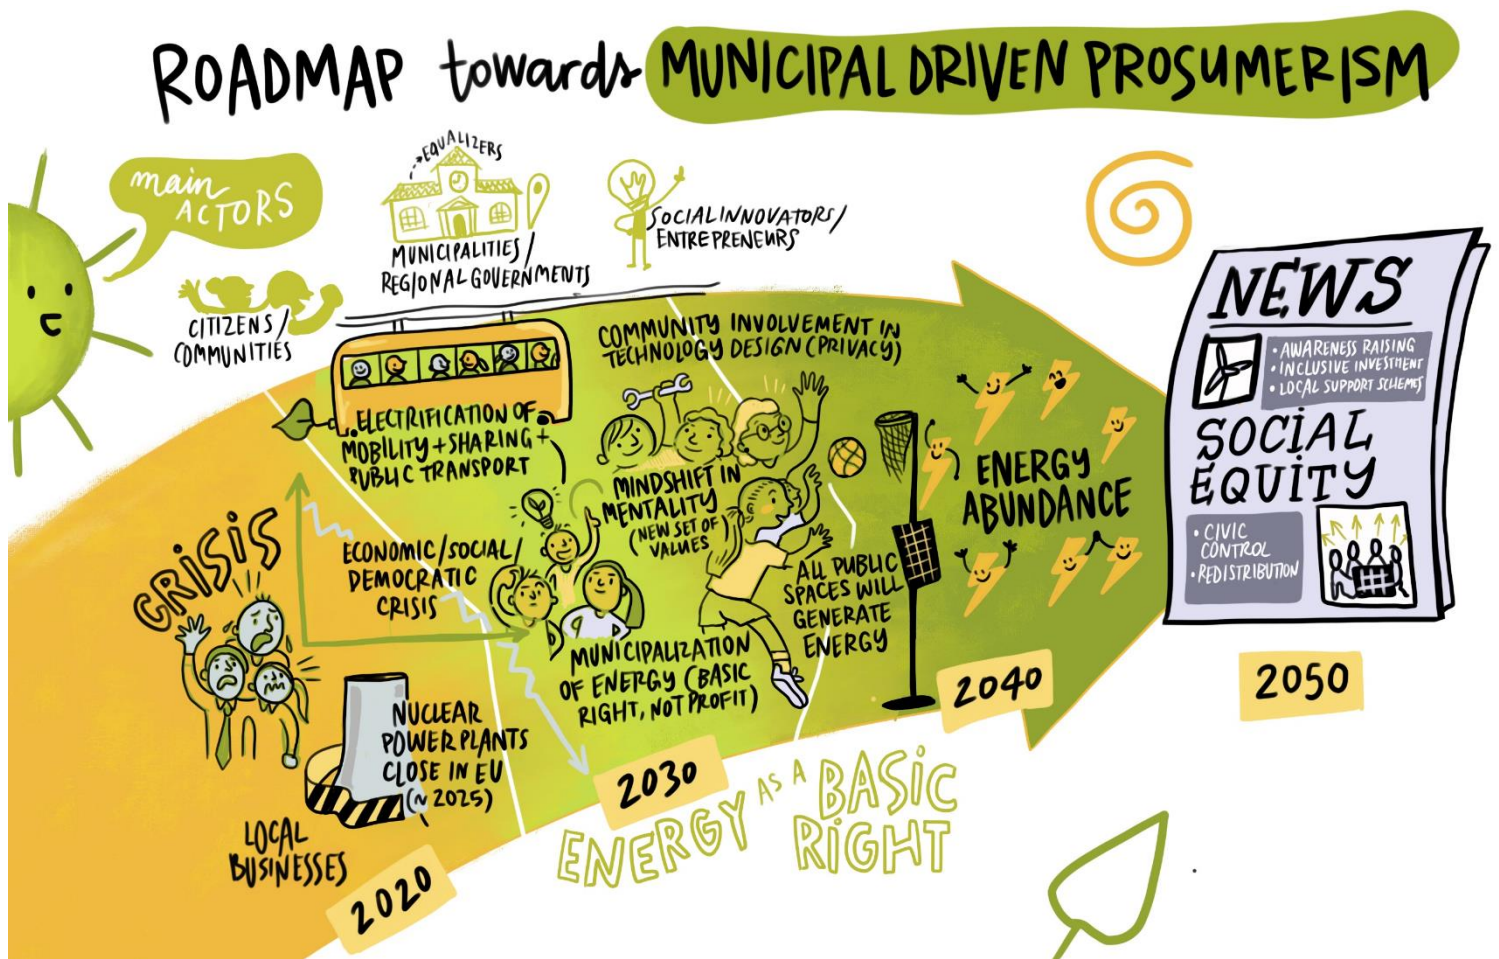 ROADMAP towards MUNICIPAL DRIVEN PROSUMERISM
main
ACTORS
CITIZENS/
COMMUNITIES
EQUALIZERS
MUNICIPALITIES/
REGIONAL GOVERNMENTS
SOCIAL INNOVATORS/
ENTREPRENEURS
CRISIS
LOCAL
BUSINESSES
2020
NUCLEAR
POWER PLANTS
CLOSE IN EU
(~2025)
ECONOMIC/SOCIAL/
DEMOCRATIC
CRISIS
ELECTRIFICATION OF
MOBILITY + SHARING +
PUBLIC TRANSPORT
COMMUNITY INVOLVEMENT IN
TECHNOLOGY DESIGN (PRIVACY)
MINDSHIFT IN
MENTALITY
(NEW SET OF
VALUES)
MUNICIPALIZATION
OF ENERGY (BASIC
RIGHT, NOT PROFIT)
2030
ALL PUBLIC
SPACES WILL
GENERATE
ENERGY
ENERGY AS A BASIC
RIGHT
ENERGY
ABUNDANCE
2040
NEWS
• AWARENESS RAISING
• INCLUSIVE INVESTMENT
• LOCAL SUPPORT SCHEMES
SOCIAL
EQUITY
• CIVIC
CONTROL
• REDISTRIBUTION
2050